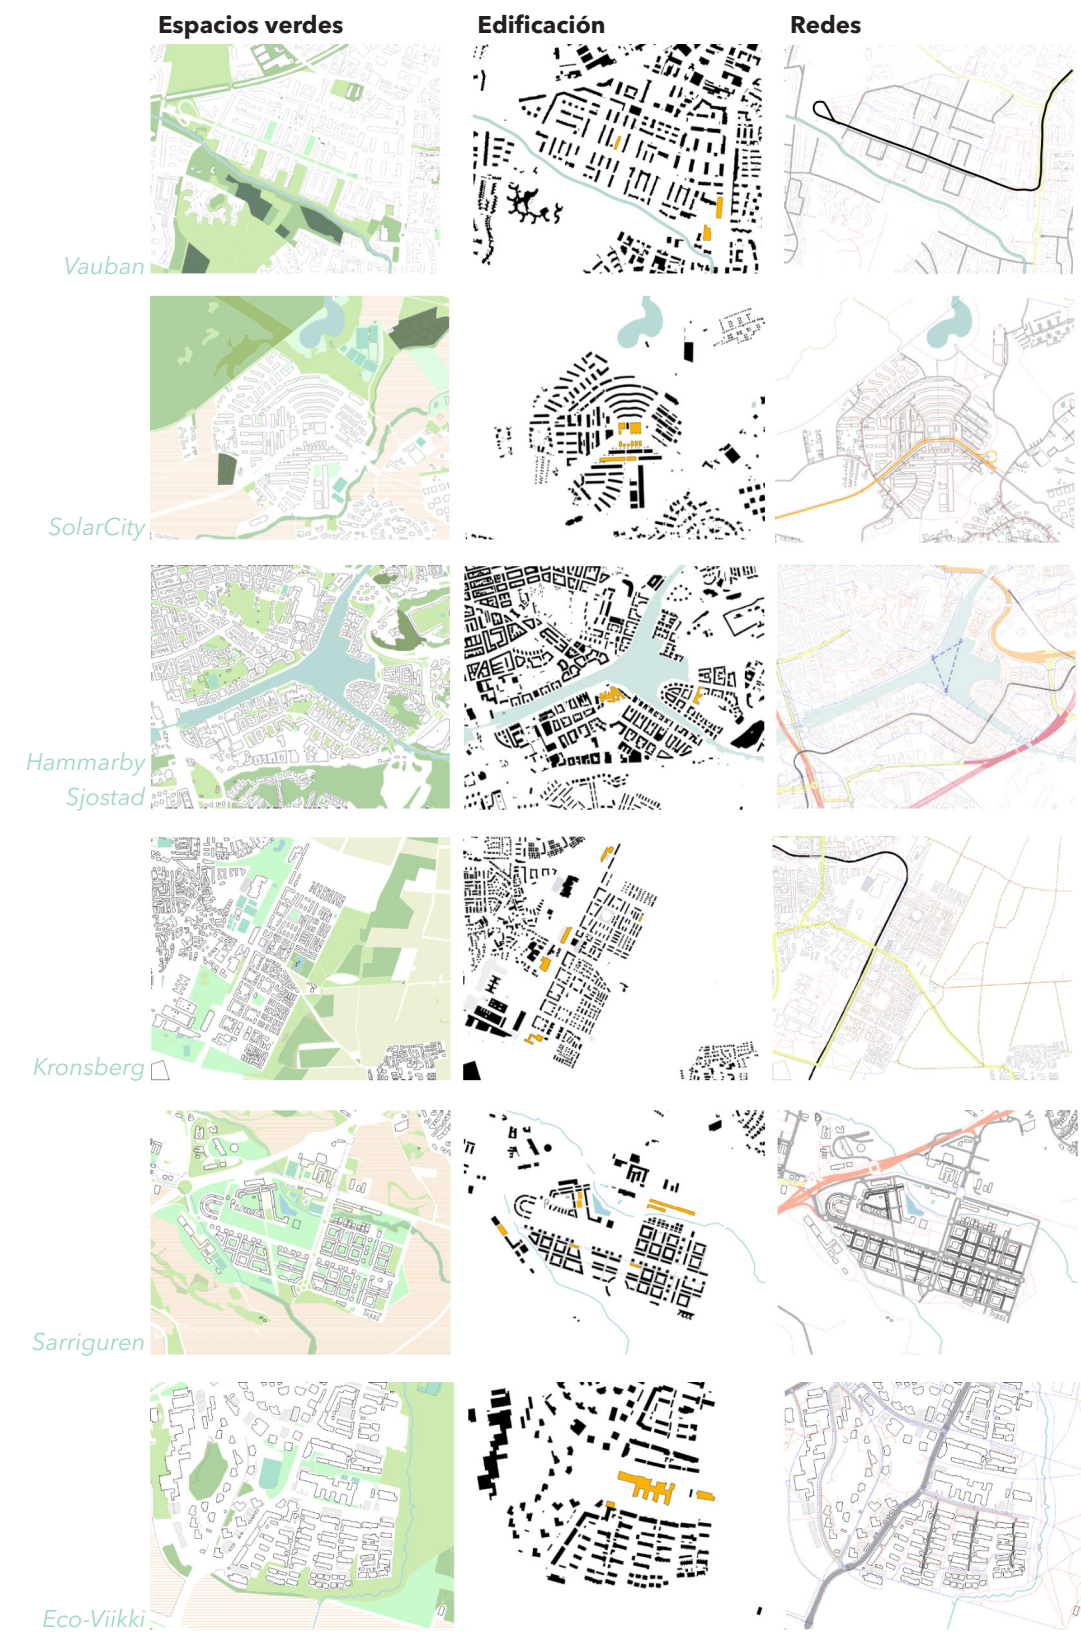 Espacios verdes Edificación Redes
Vauban
SolarCity
Hammarby
Sjostad
Kronsberg
Sarriguren
Eco-Viikki